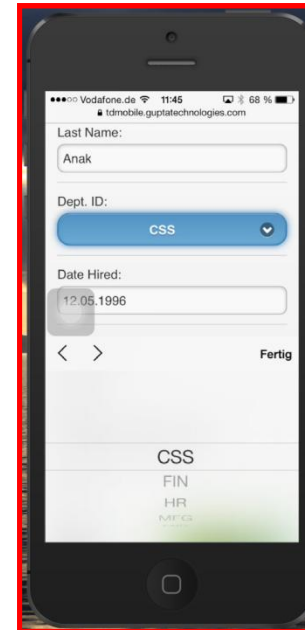 ●●●○○ Vodafone.de 11:45 68 %
tdmobile.guptatechnologies.com
Last Name:
Anak
Dept. ID:
CSS
Date Hired:
12.05.1996
< > Fertig
CSS
FIN
HR
MFG